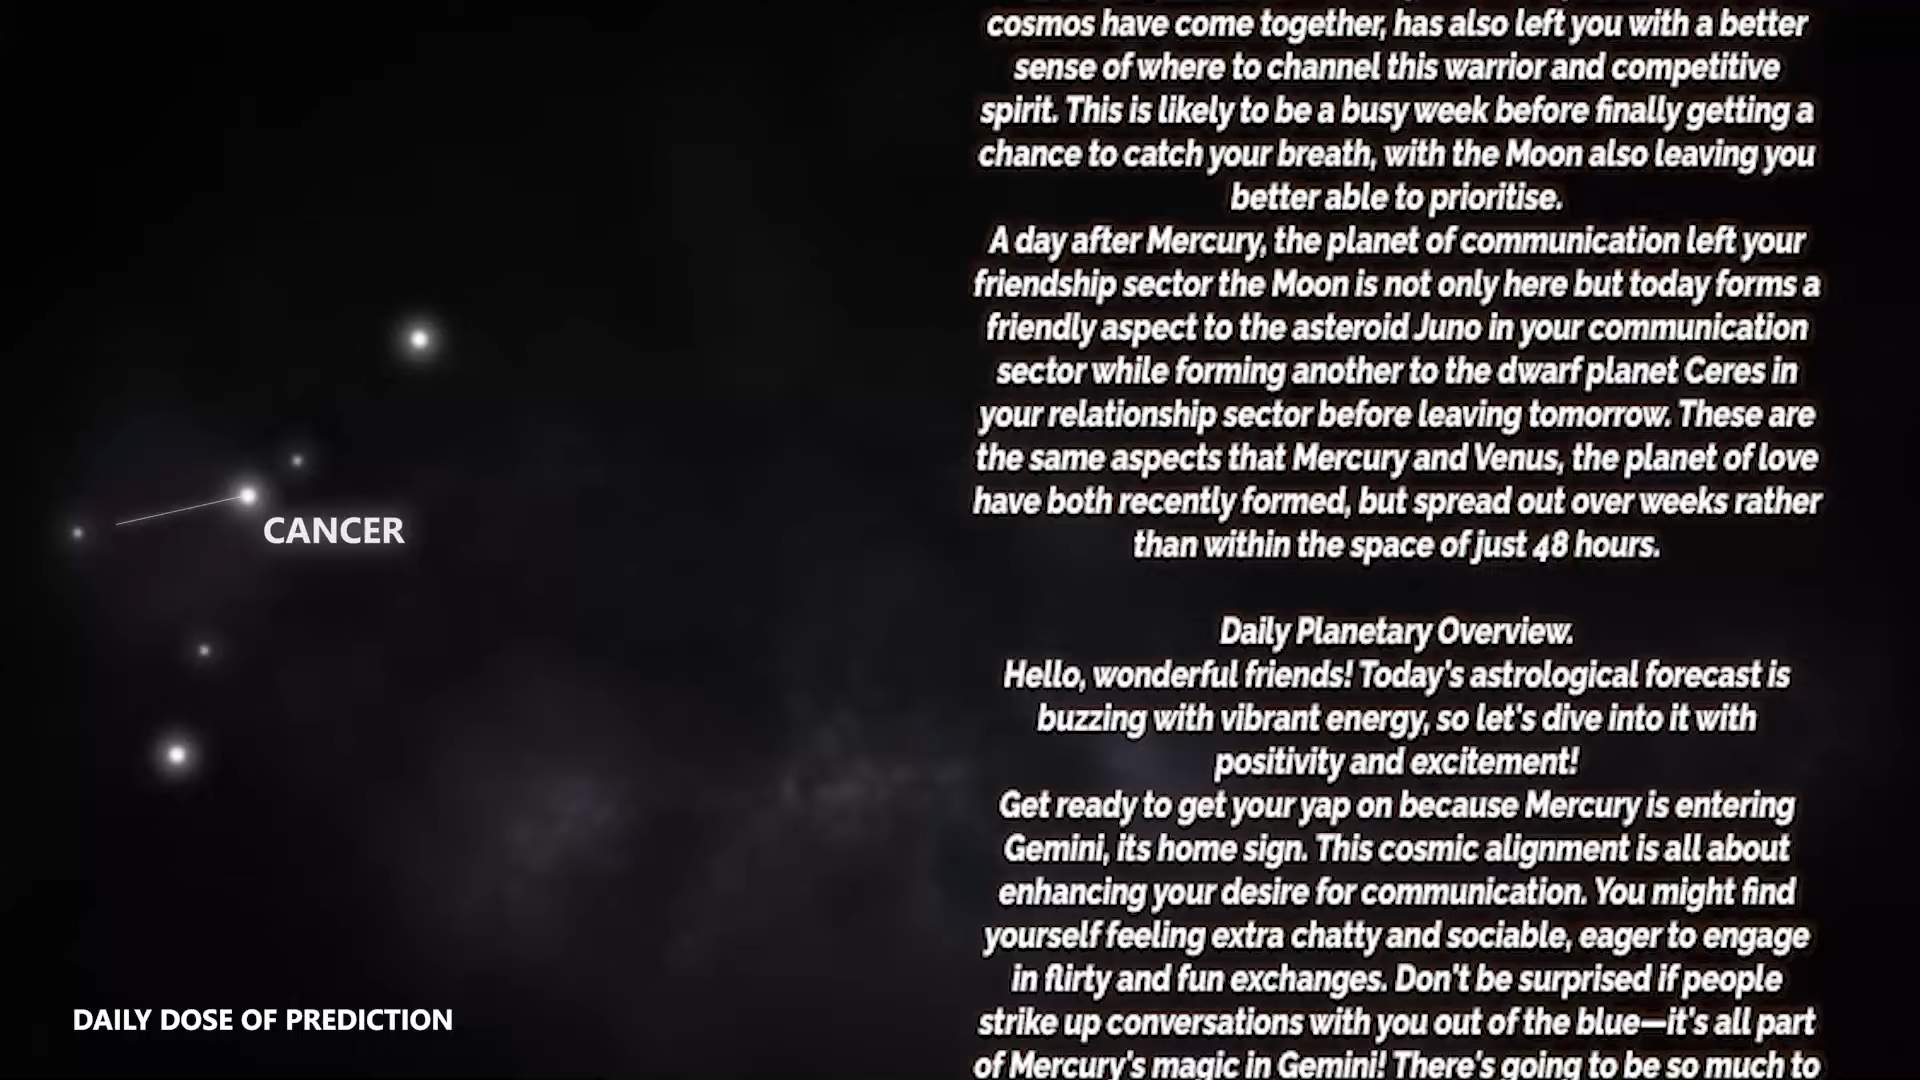 cosmos have come together, has also left you with a better
sense of where to channel this warrior and competitive
spirit. This is likely to be a busy week before finally getting a
chance to catch your breath, with the Moon also leaving you
better able to prioritise.
A day after Mercury, the planet of communication left your
friendship sector the Moon is not only here but today forms a
friendly aspect to the asteroid Juno in your communication
sector while forming another to the dwarf planet Ceres in
your relationship sector before leaving tomorrow. These are
the same aspects that Mercury and Venus, the planet of love
have both recently formed, but spread out over weeks rather
than within the space of just 48 hours.
Daily Planetary Overview.
Hello, wonderful friends! Today's astrological forecast is
buzzing with vibrant energy, so let's dive into it with
positivity and excitement!
Get ready to get your yap on because Mercury is entering
Gemini, its home sign. This cosmic alignment is all about
enhancing your desire for communication. You might find
yourself feeling extra chatty and sociable, eager to engage
in flirty and fun exchanges. Don't be surprised if people
strike up conversations with you out of the blue—it's all part
of Mercury's magic in Gemini! There's going to be so much to
CANCER
DAILY DOSE OF PREDICTION